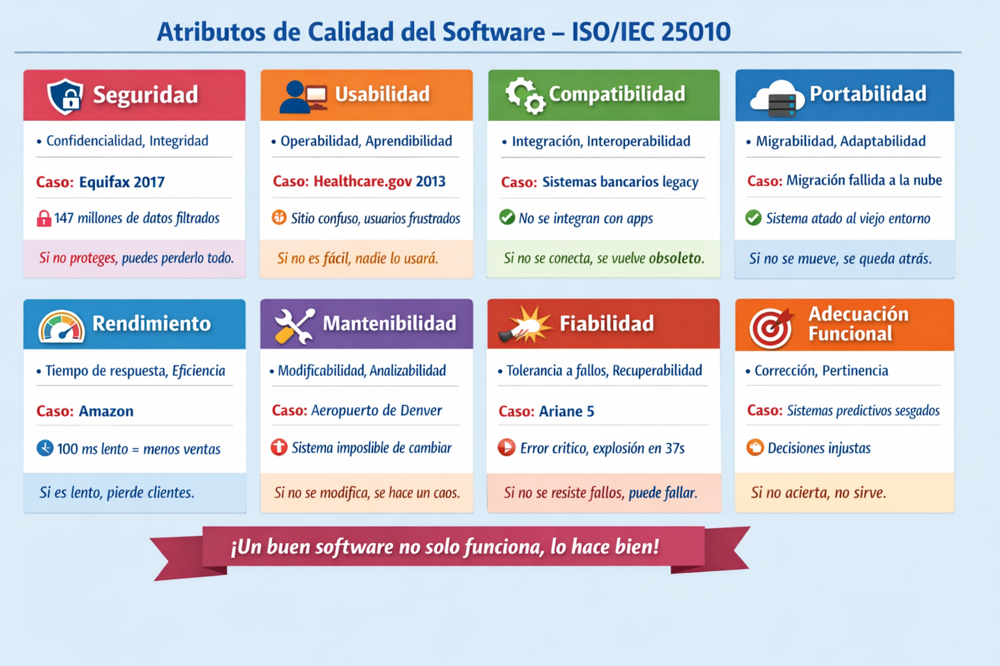 Atributos de Calidad del Software – ISO/IEC 25010
Seguridad
• Confidencialidad, Integridad
Caso: Equifax 2017
147 millones de datos filtrados
Si no proteges, puedes perderlo todo.
Usabilidad
• Operabilidad, Aprendibilidad
Caso: Healthcare.gov 2013
Sitio confuso, usuarios frustrados
Si no es fácil, nadie lo usará.
Compatibilidad
• Integración, Interoperabilidad
Caso: Sistemas bancarios legacy
No se integran con apps
Si no se conecta, se vuelve obsoleto.
Portabilidad
• Migrabilidad, Adaptabilidad
Caso: Migración fallida a la nube
Sistema atado al viejo entorno
Si no se mueve, se queda atrás.
Rendimiento
• Tiempo de respuesta, Eficiencia
Caso: Amazon
100 ms lento = menos ventas
Si es lento, pierde clientes.
Mantenibilidad
• Modificabilidad, Analizabilidad
Caso: Aeropuerto de Denver
Sistema imposlible de cambiar
Si no se modifica, se hace un caos.
Fiabilidad
• Tolerancia a fallos, Recuperabilidad
Caso: Ariane 5
Error critico, explosión en 37s
Si no se resiste fallos, puede fallar.
Adecuación
Funcional
• Corrección, Pertinencia
Caso: Sistemas predictivos sesgados
Decisiones injustas
Si no acierta, no sirve.
¡Un buen software no solo funciona, lo hace bien!